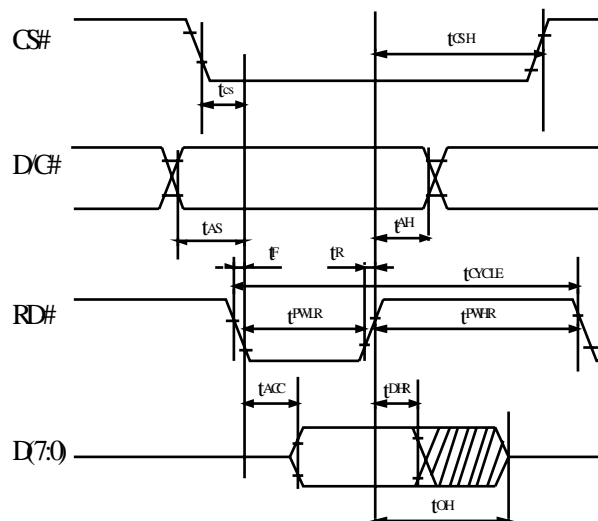 CS#
tCSH
tCS
D/C#
tAS
tAH
tF
tR
tCYCLE
RD#
tPWLR
tPWHR
tACC
tDHR
D(7:0)
tOH